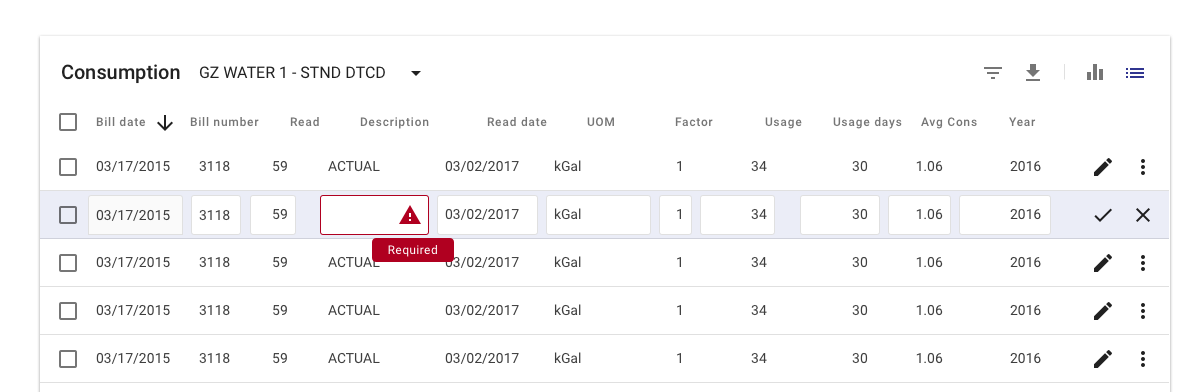 Consumption GZ WATER 1 - STND DTCD
Bill date Bill number Read Description Read date UOM Factor Usage Usage days Avg Cons Year
03/17/2015 3118 59 ACTUAL 03/02/2017 kGal 1 34 30 1.06 2016
03/17/2015 3118 59 03/02/2017 kGal 1 34 30 1.06 2016
Required
03/17/2015 3118 59 ACTUAL 03/02/2017 kGal 1 34 30 1.06 2016
03/17/2015 3118 59 ACTUAL 03/02/2017 kGal 1 34 30 1.06 2016
03/17/2015 3118 59 ACTUAL 03/02/2017 kGal 1 34 30 1.06 2016